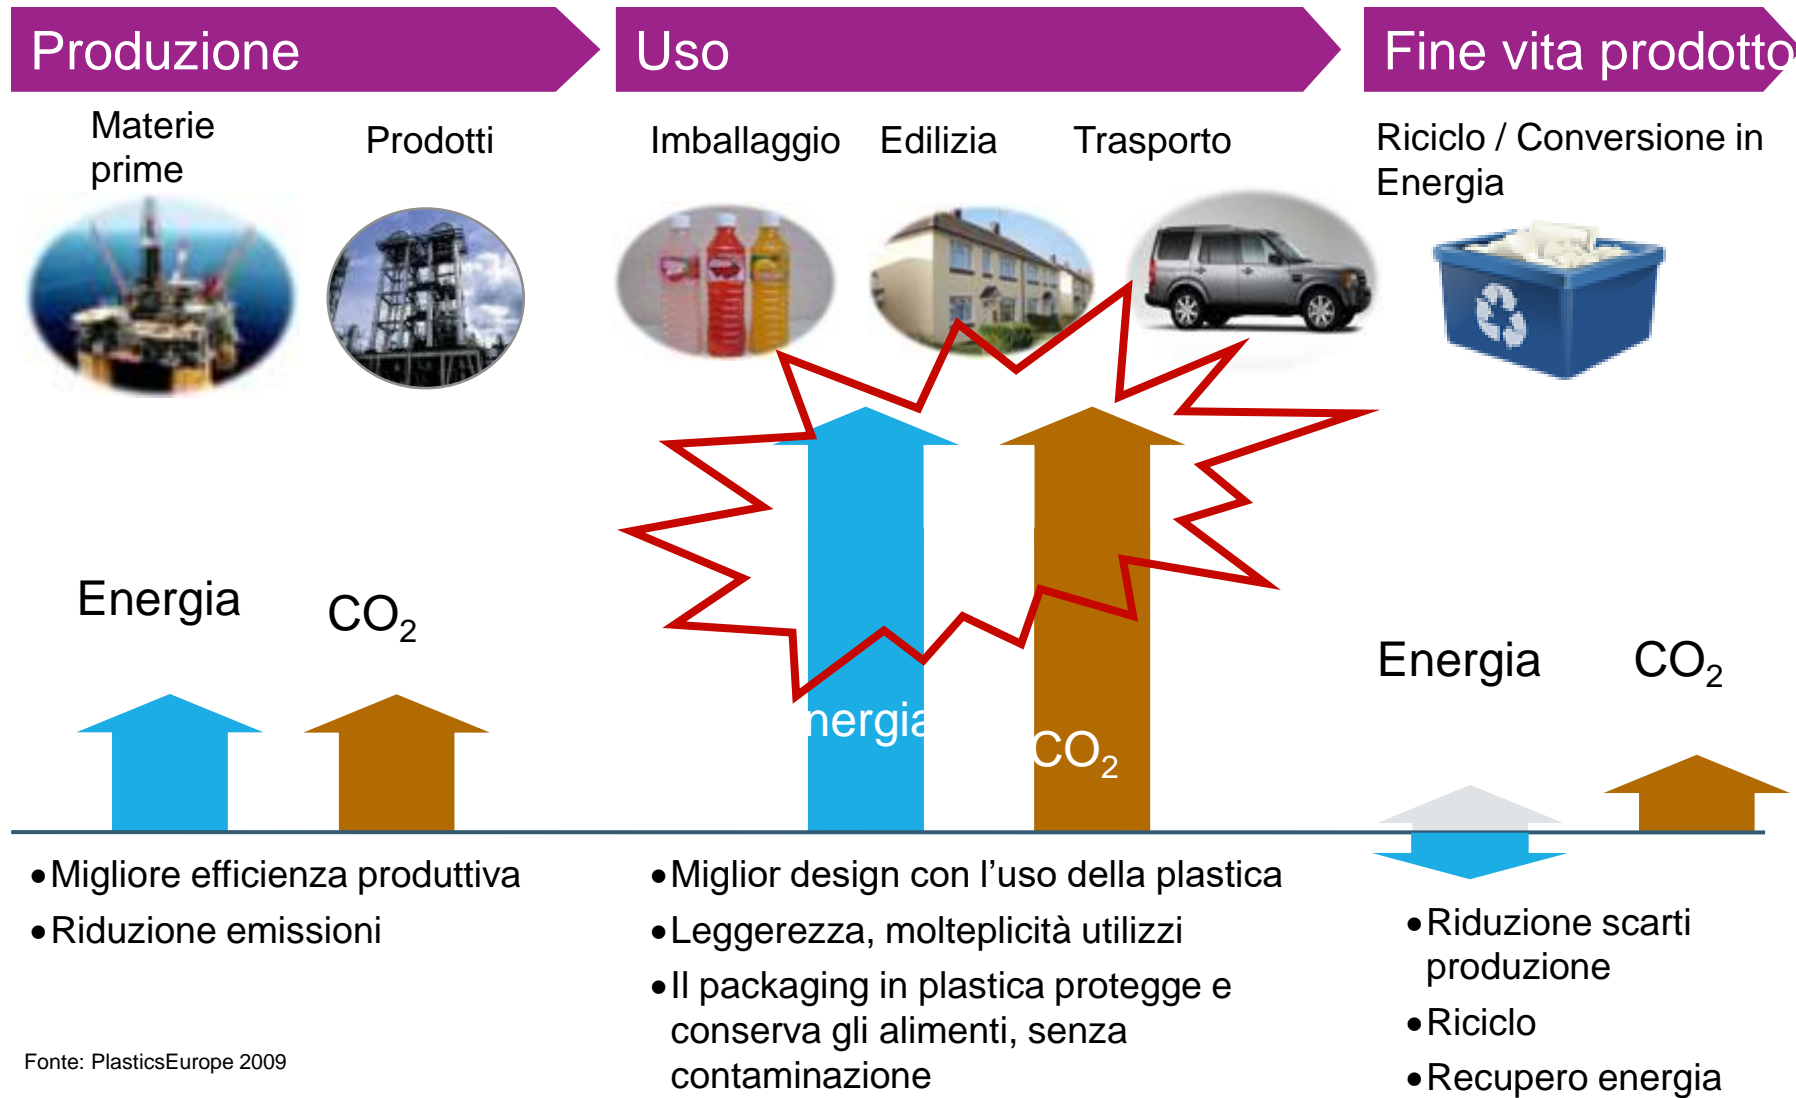 Produzione
Uso
Fine vita prodotto
Materie
prime
Prodotti
Imballaggio
Edilizia
Trasporto
Riciclo / Conversione in
Energia
Energia
CO₂
nergia
CO₂
Energia
CO₂
•Migliore efficienza produttiva
•Riduzione emissioni
•Miglior design con l’uso della plastica
•Leggerezza, molteplicità utilizzi
•Il packaging in plastica protegge e
conserva gli alimenti, senza
contaminazione
•Riduzione scarti
produzione
•Riciclo
•Recupero energia
Fonte: PlasticsEurope 2009